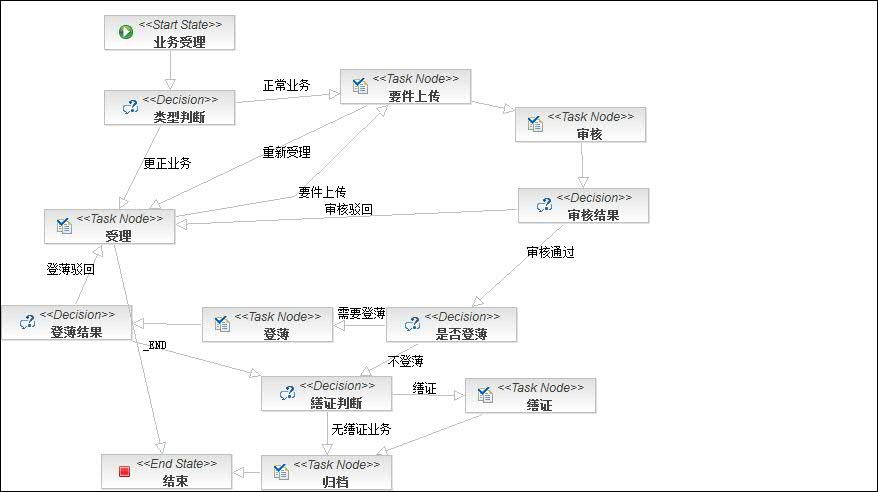 <<Start State>>
业务受理
正常业务
<<Task Node>>
要件上传
<<Decision>>
类型判断
<<Task Node>>
审核
更正业务
重新受理
要件上传
<<Decision>>
审核结果
审核驳回
<<Task Node>>
受理
审核通过
登薄驳回
<<Decision>>
登薄结果
<<Task Node>>
登薄
需要登薄
<<Decision>>
是否登薄
_END
不登薄
<<Decision>>
缮证判断
缮证
<<Task Node>>
缮证
无缮证业务
<<End State>>
结束
<<Task Node>>
归档